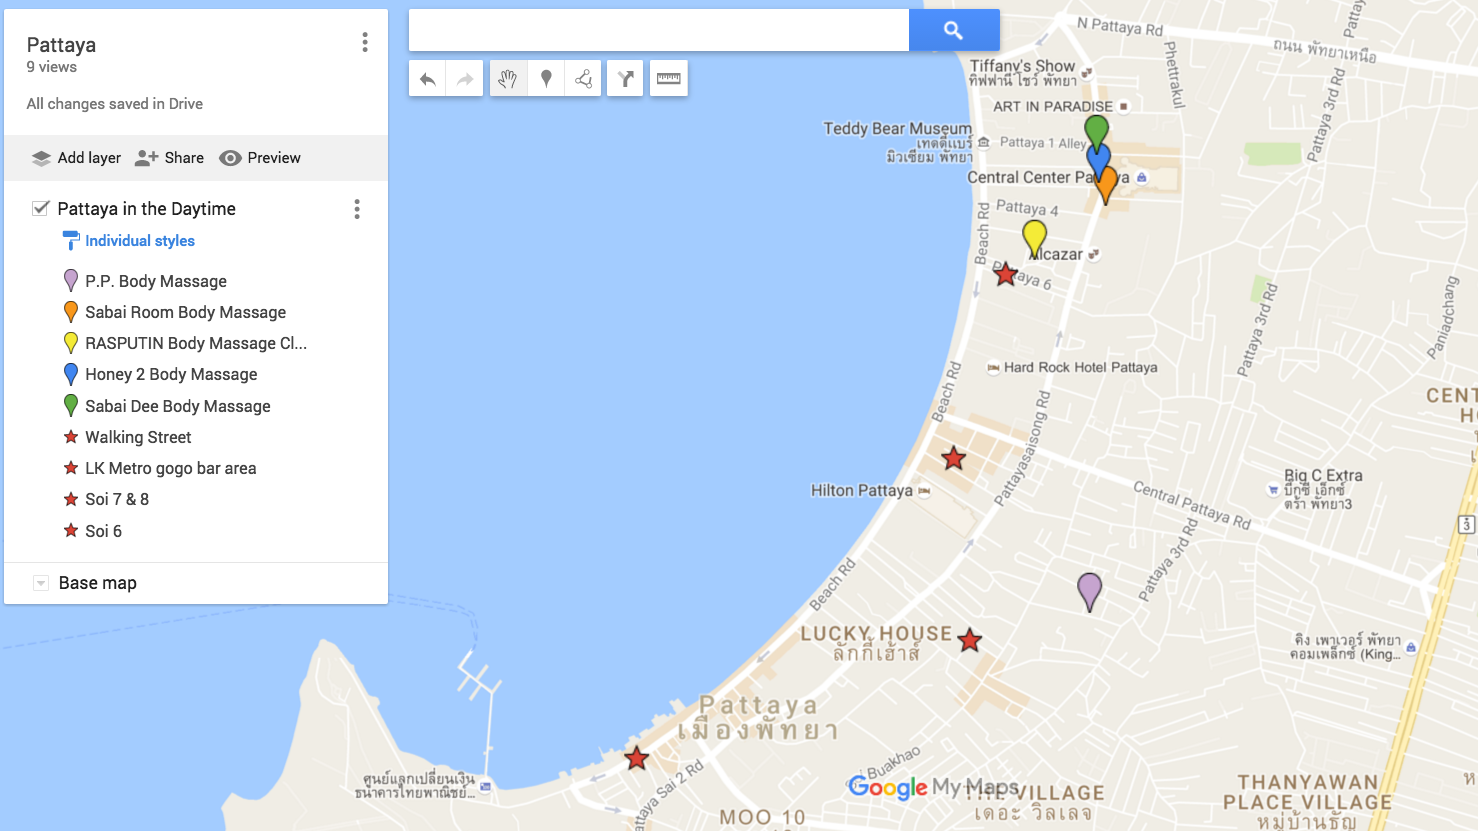 Pattaya
9 views
All changes saved in Drive
Add layer
Share
Preview
Pattaya in the Daytime
Individual styles
P.P. Body Massage
Sabai Room Body Massage
RASPUTIN Body Massage Cl...
Honey 2 Body Massage
Sabai Dee Body Massage
Walking Street
LK Metro gogo bar area
Soi 7 & 8
Soi 6
Base map
N Pattaya Rd
ถนน พัทยาเหนือ
Phettrakul
Pattaya 3rd Rd
Tiffany's Show
ทิฟฟานี่ โชว์ พัทยา
ART IN PARADISE
Teddy Bear Museum
เทดดี้แบร์
มิวเซียม พัทยา
Pattaya 1 Alley
Central Center Pa
ya
Pattaya 4
Beach Rd
Alcazar
Pattaya 6
Pattaya 3rd Rd
Paniadchang
Hard Rock Hotel Pattaya
Beach Rd
Pattayasaisong Rd
CENT
HO
Hilton Pattaya
Big C Extra
บิ๊กซี เอ็กซ์
ตร้า พัทยา3
Central Pattaya Rd
3
Pattaya 3rd Rd
Beach Rd
LUCKY HOUSE
ลักกี้เฮ้าส์
คิง เพาเวอร์ พัทยา
คอมเพล็กซ์ (King...
Pattaya
เมืองพัทยา
ศูนย์แลกเปลี่ยนเงิน
ธนาคารไทยพาณิชย์...
attaya Sai 2 Rd
Buakhao
Google My Maps
THE VILLAGE
เดอะ วิลเลจ
MOO 10
THANYAWAN
PLACE VILLAGE
หมู่บ้านธัญ